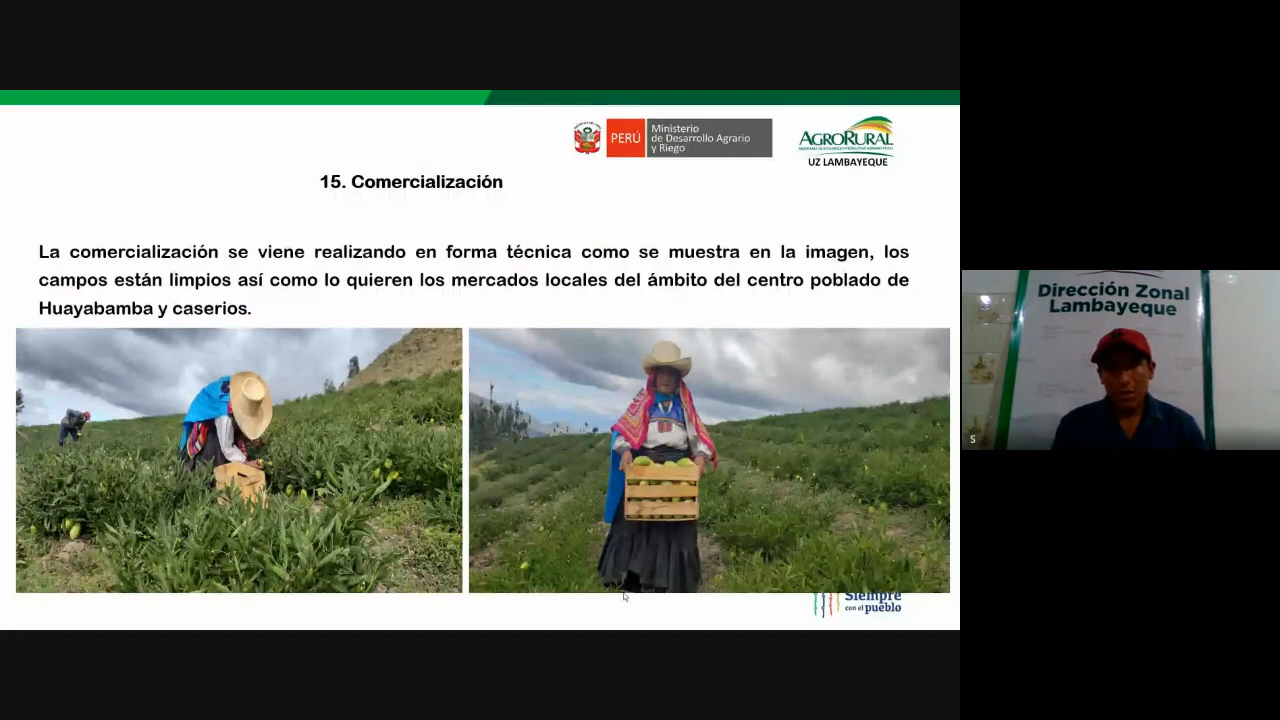 PERÚ
Ministerio
de Desarrollo Agrario
y Riego
AGRORURAL
UZ LAMBAYEQUE
15. Comercialización
La comercialización se viene realizando en forma técnica como se muestra en la imagen, los
campos están limpios así como lo quieren los mercados locales del ámbito del centro poblado de
Huayabamba y caserios.
Dirección Zonal
Lambayeque
S
Siempre
con el pueblo